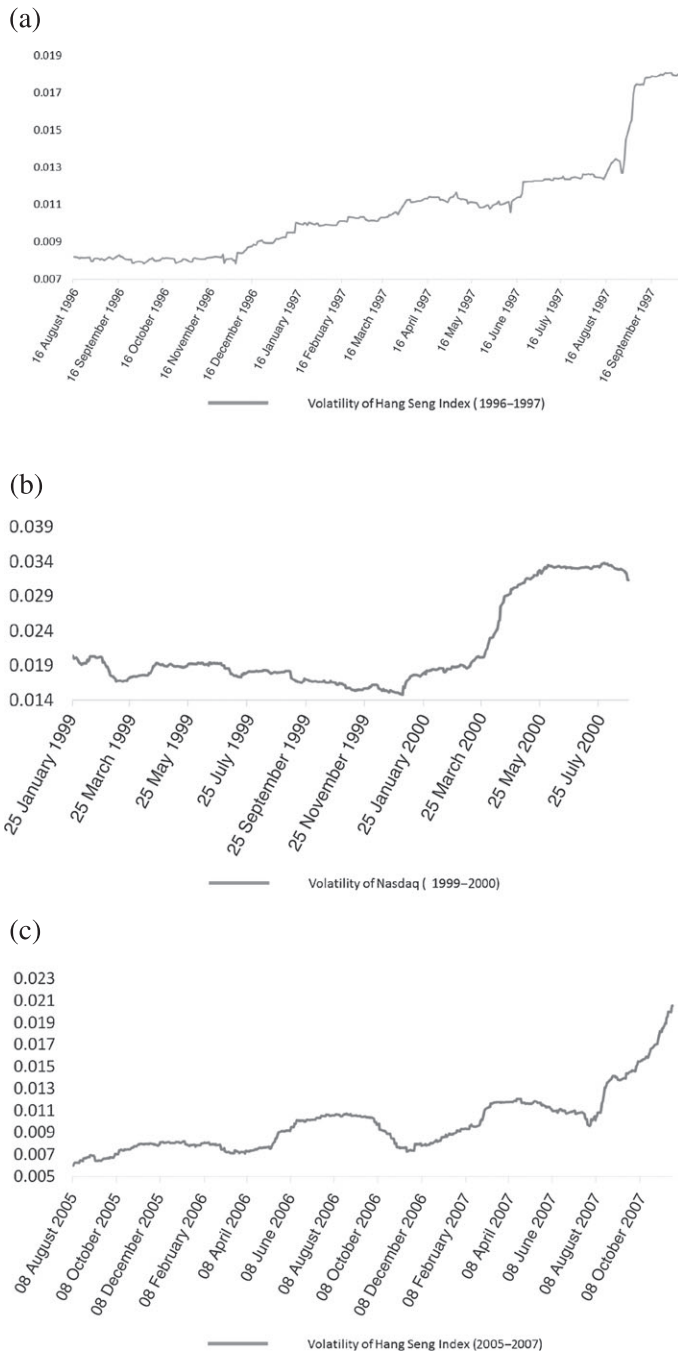 (a)
0.019
0.017
0.015
0.013
0.011
0.009
0.007
16 August 1996
16 September 1996
16 October 1996
16 November 1996
16 December 1996
16 January 1997
16 February 1997
16 March 1997
16 April 1997
16 May 1997
16 June 1997
16 July 1997
16 August 1997
16 September 1997
Volatility of Hang Seng Index (1996–1997)
(b)
0.039
0.034
0.029
0.024
0.019
0.014
25 January 1999
25 March 1999
25 May 1999
25 July 1999
25 September 1999
25 November 1999
25 January 2000
25 March 2000
25 May 2000
25 July 2000
Volatility of Nasdaq ( 1999–2000)
(c)
0.023
0.021
0.019
0.017
0.015
0.013
0.011
0.009
0.007
0.005
08 August 2005
08 October 2005
08 December 2005
08 February 2006
08 April 2006
08 June 2006
08 August 2006
08 October 2006
08 December 2006
08 February 2007
08 April 2007
08 June 2007
08 August 2007
08 October 2007
Volatility of Hang Seng Index (2005–2007)